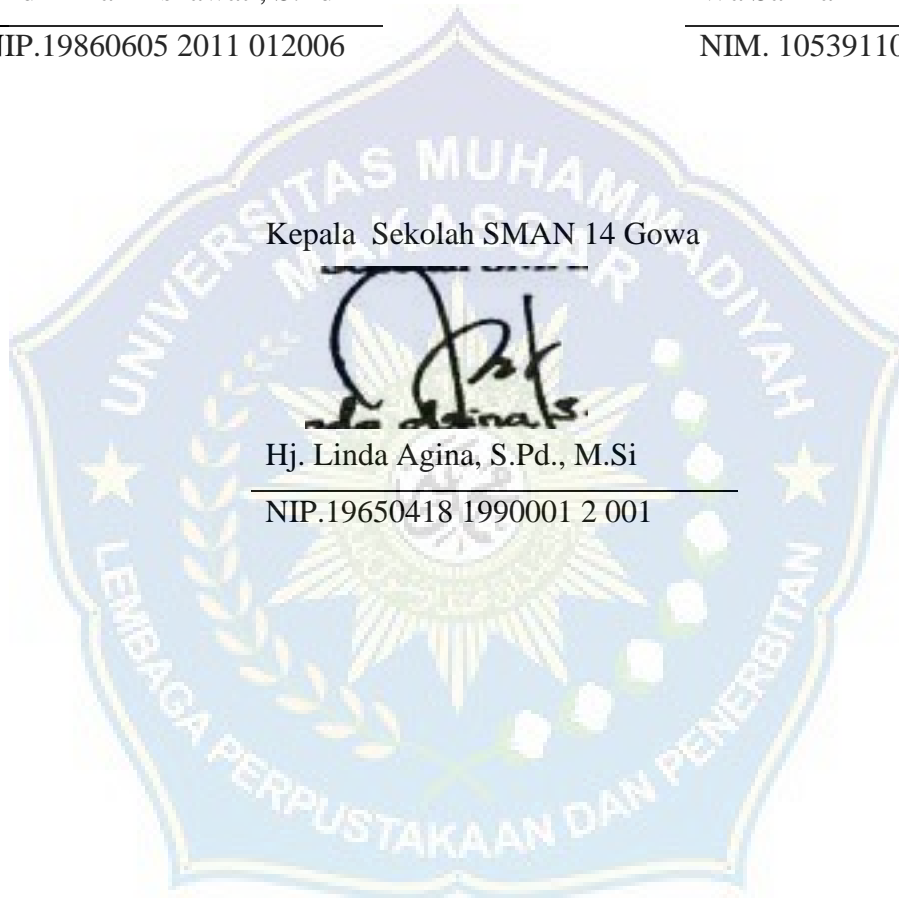 NIP.19860605 2011 012006
NIM. 10539110
UNIVERSITAS MUHAMMADIYAH
MAKASSAR
Kepala Sekolah SMAN 14 Gowa
Hj. Linda Agina, S.Pd., M.Si
NIP.19650418 1990001 2 001
LEMBAGA PERPUSTAKAAN DAN PENERBITAN